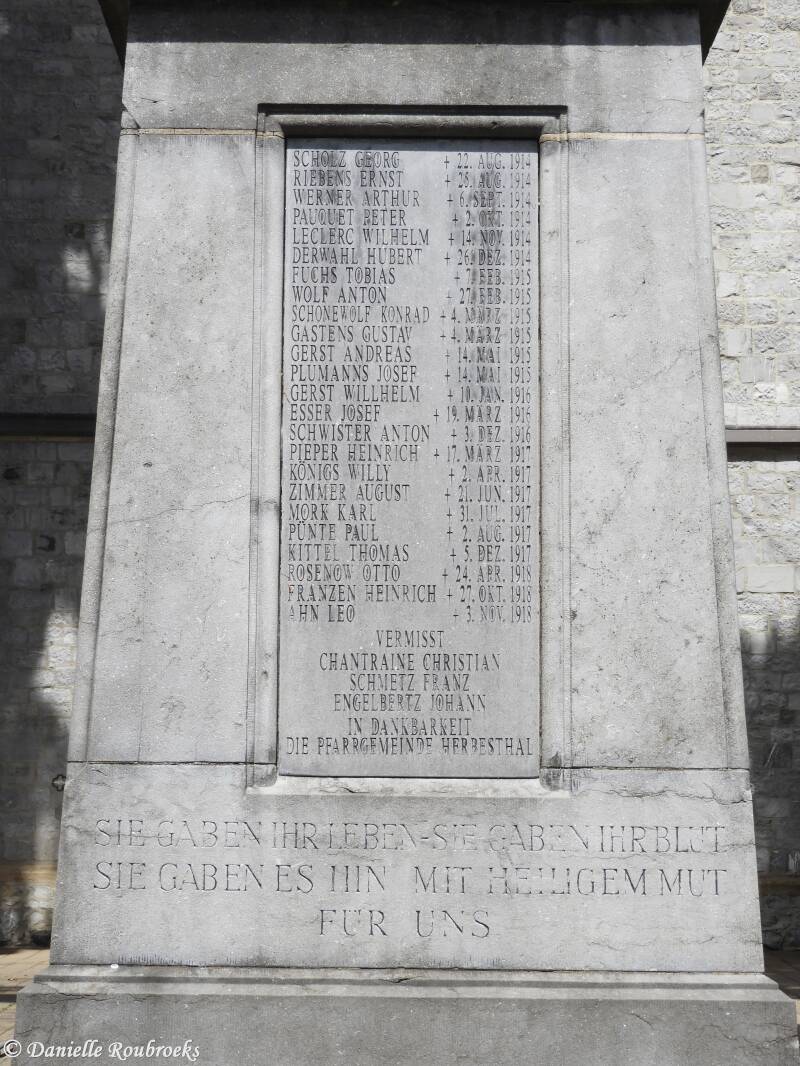 SCHOLZ GEORG + 22. AUG. 1914
RIEBENS ERNST + 25. AUG. 1914
WERNER ARTHUR + 6. SEPT. 1914
PAUQUET PETER + 2. OKT. 1914
LECLERC WILHELM + 14. NOV. 1914
DERWAHL HUBERT + 26. DEZ. 1914
FUCHS TOBIAS + 7. FEB. 1915
WOLF ANTON + 27. FEB. 1915
SCHONEWOLF KONRAD + 4. MÄRZ 1915
GASTENS GUSTAV + 4. MÄRZ 1915
GERST ANDREAS + 14. MAI 1915
PLUMANNS JOSEF + 14. MAI 1915
GERST WILLHELM + 10. JAN. 1916
ESSER JOSEF + 19. MÄRZ 1916
SCHWISTER ANTON + 3. DEZ. 1916
PIEPER HEINRICH + 17. MÄRZ 1917
KÖNIGS WILLY + 2. APR. 1917
ZIMMER AUGUST + 21. JUN. 1917
MORK KARL + 31. JUL. 1917
PÜNTE PAUL + 2. AUG. 1917
KITTEL THOMAS + 5. DEZ. 1917
ROSENOW OTTO + 24. APR. 1918
FRANZEN HEINRICH + 27. OKT. 1918
AHN LEO + 3. NOV. 1918
VERMISST
CHANTRAINE CHRISTIAN
SCHMETZ FRANZ
ENGELBERTZ JOHANN
IN DANKBARKEIT
DIE PFARRGEMEINDE HERBESTHAL
SIE GABEN IHR LEBEN-SIE GABEN IHR BLUT
SIE GABEN ES HIN MIT HEILIGEM MUT
FÜR UNS
© Danielle Roubroeks